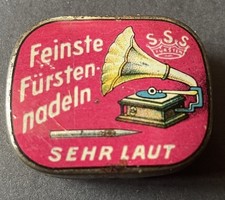 Feinste
Fürsten-
nadeln
S.S.S
SEHR LAUT